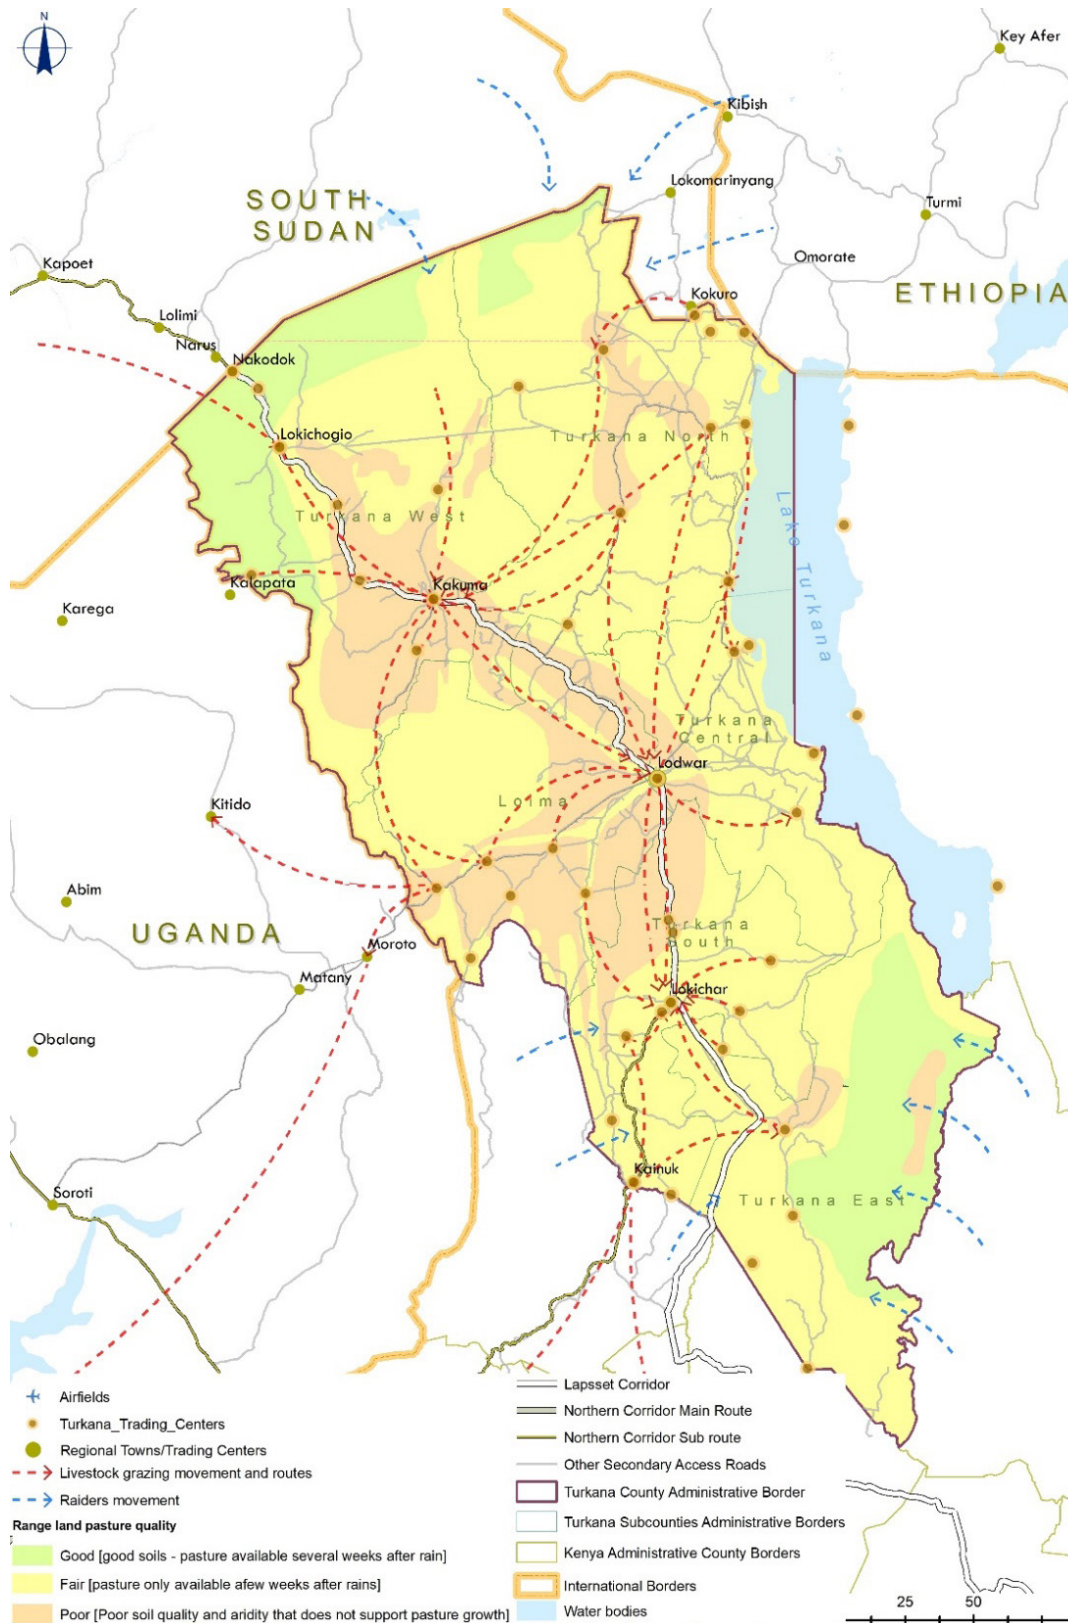 N
Key Afer
Kibish
Lokomarinyang
SOUTH
SUDAN
Turmi
Kapoet
Omorate
ETHIOPIA
Lolimi
Kokuro
Narus
Nakodok
Lokichogio
Turkana North
Turkana West
Lake Turkana
Kalapata
Kakuma
Karega
Turkana
Central
Lodwar
Kitido
Loima
Abim
UGANDA
Turkana
South
Moroto
Matany
Lokichar
Obalang
Kainuk
Soroti
Turkana East
Airfields
Turkana_Trading_Centers
Regional Towns/Trading Centers
Livestock grazing movement and routes
Raiders movement
Range land pasture quality
Good [good soils - pasture available several weeks after rain]
Fair [pasture only available afew weeks after rains]
Poor [Poor soil quality and aridity that does not support pasture growth]
Lapsset Corridor
Northern Corridor Main Route
Northern Corridor Sub route
Other Secondary Access Roads
Turkana County Administrative Border
Turkana Subcounties Administrative Borders
Kenya Administrative County Borders
International Borders
Water bodies
25 50